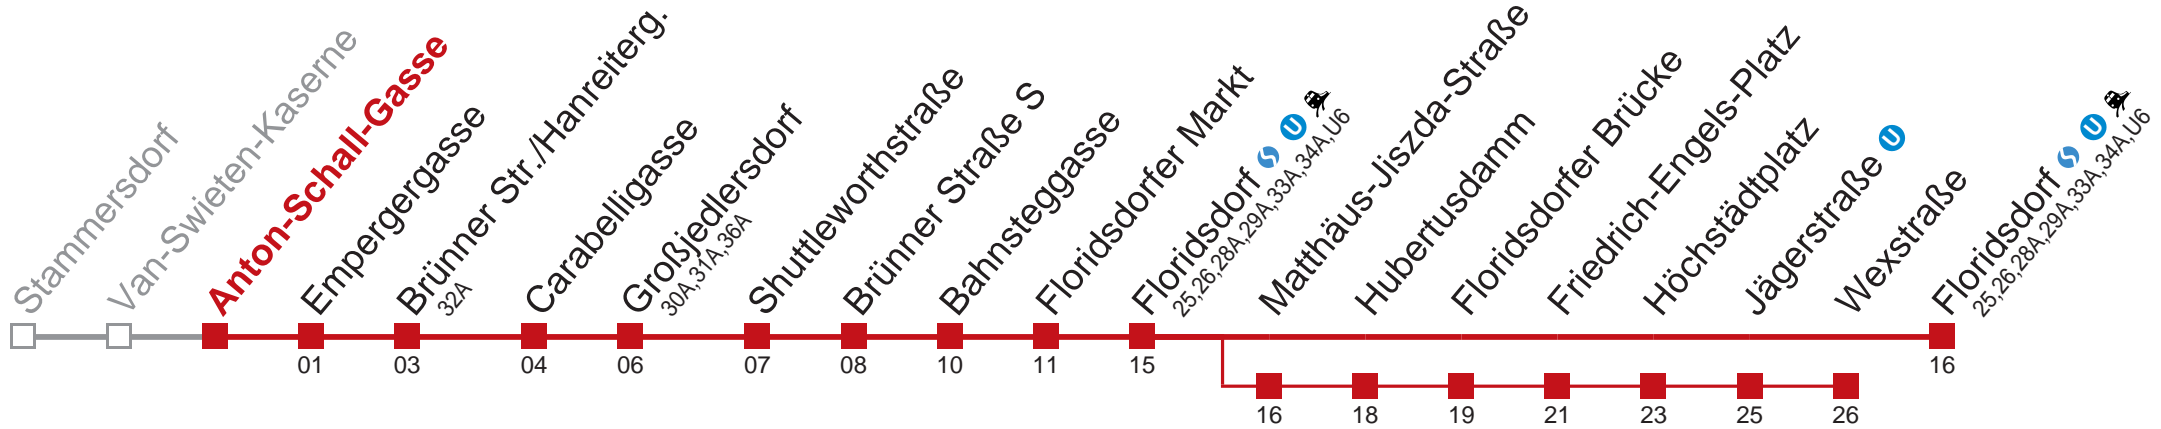 Stammersdorf
Van-Swieten-Kaserne
Anton-Schall-Gasse
Empergergasse
Brünner Str./Hanreiterg.
32A
Carabelligasse
Großjedlersdorf
30A,31A,36A
Shuttleworthstraße
Brünner Straße S
Bahnsteggasse
Floridsdorfer Markt
Floridsdorf U
25,26,28A,29A,33A,34A,U6
Matthäus-Jiszda-Straße
Hubertusdamm
Floridsdorfer Brücke
Friedrich-Engels-Platz
Höchstädtplatz
Jägerstraße U
Wexstraße
Floridsdorf U
25,26,28A,29A,33A,34A,U6
01 03 04 06 07 08 10 11 15 16
16 18 19 21 23 25 26